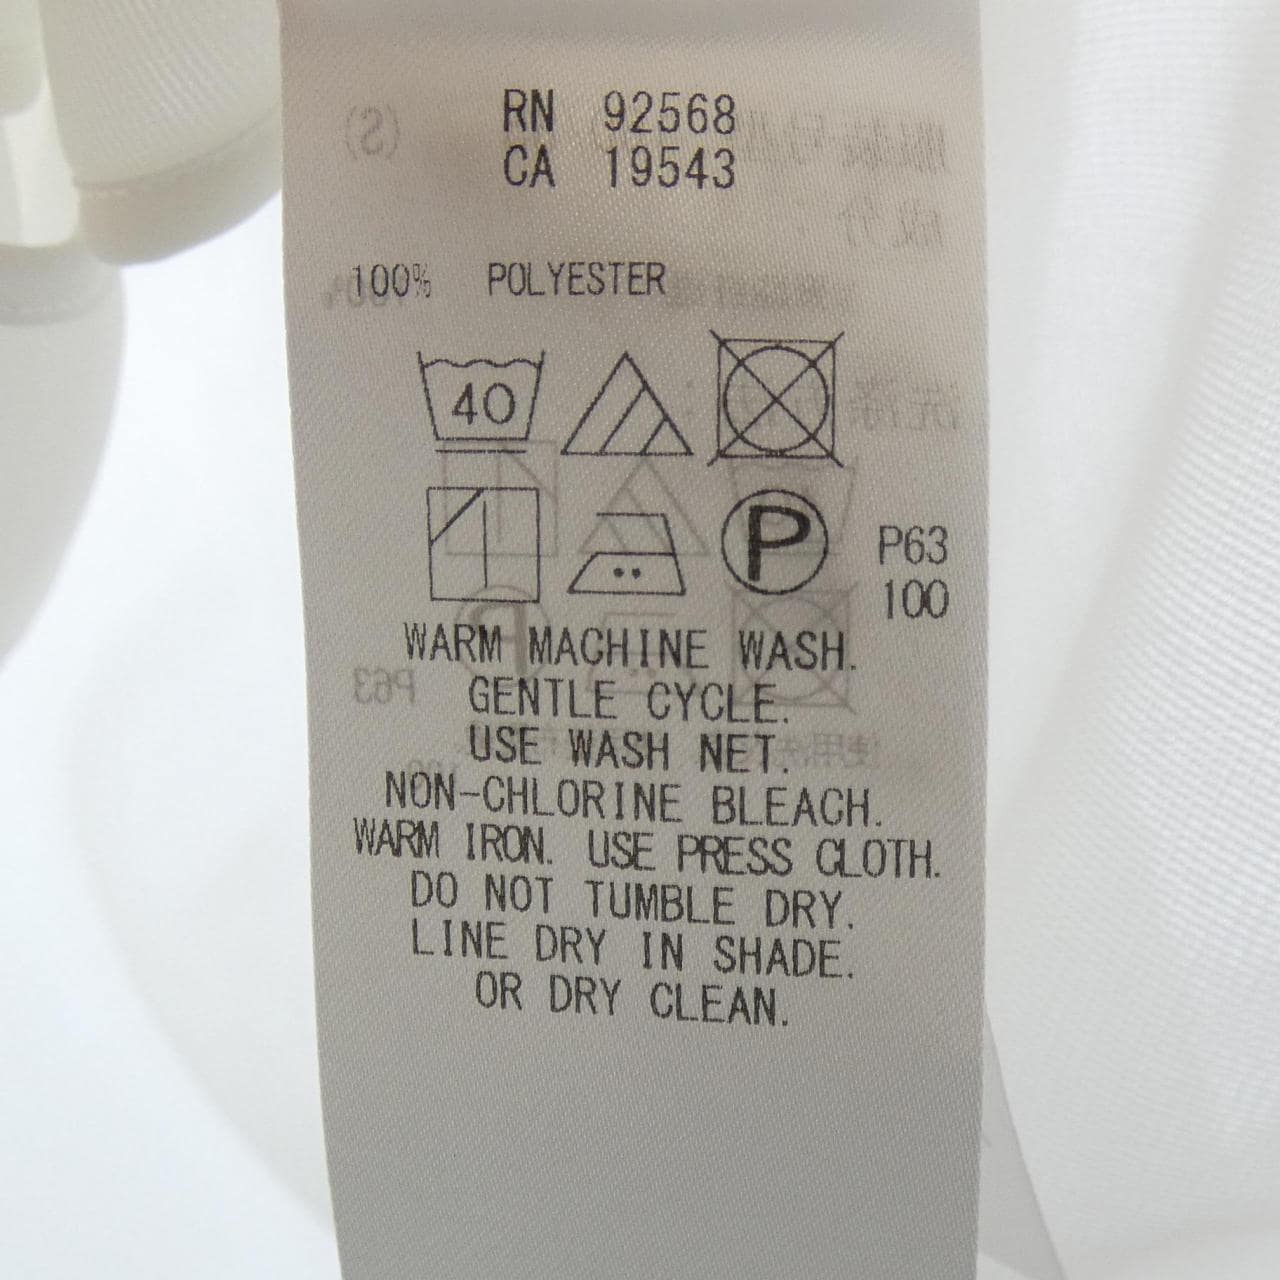 RN 92568
CA 19543
100% POLYESTER
40
P
P63
100
WARM MACHINE WASH.
GENTLE CYCLE.
USE WASH NET.
NON-CHLORINE BLEACH.
WARM IRON. USE PRESS CLOTH.
DO NOT TUMBLE DRY.
LINE DRY IN SHADE.
OR DRY CLEAN.